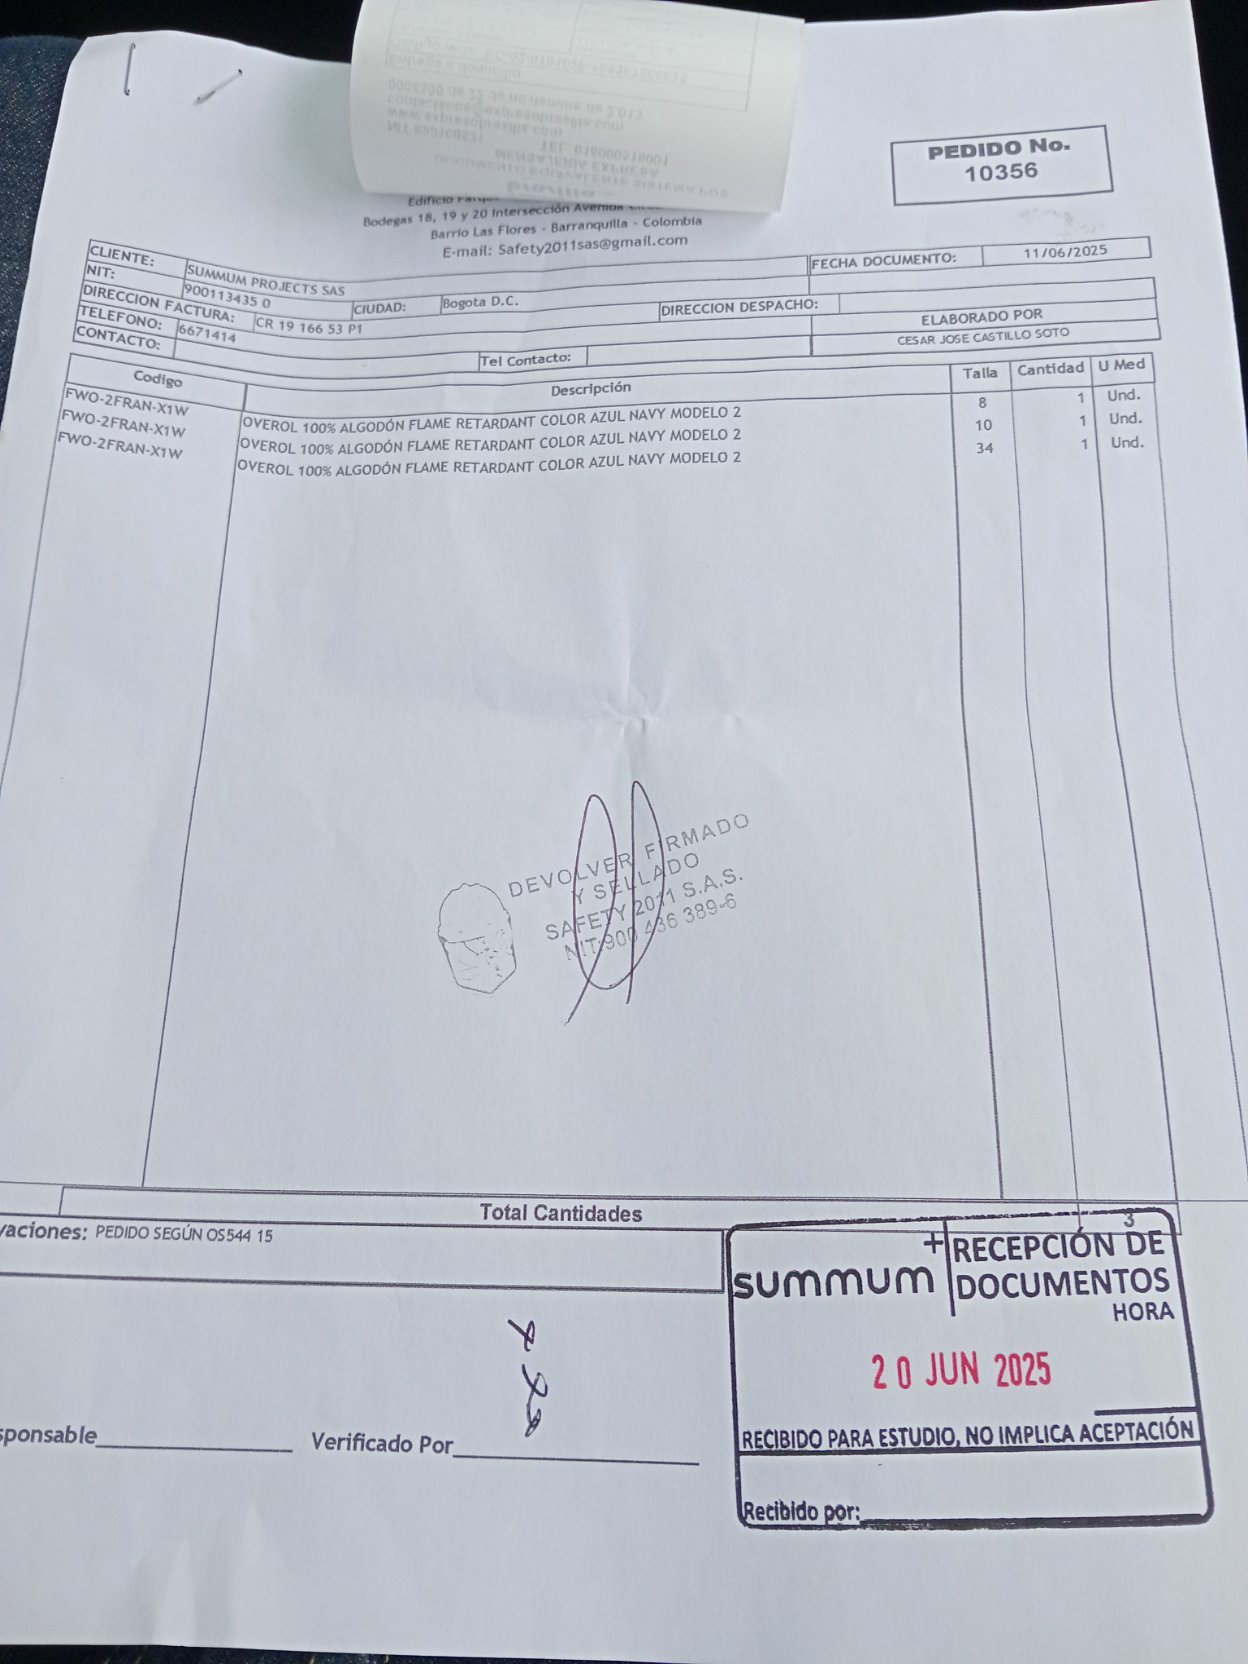 PEDIDO No.
10356
Bodegas 18, 19 y 20 Intersección Avenida
Barrio Las Flores - Barranquilla - Colombia
E-mail: Safety2011sas@gmail.com
CLIENTE: SUMMUM PROJECTS SAS FECHA DOCUMENTO: 11/06/2025
NIT: 900113435 0 CIUDAD: Bogota D.C. DIRECCION DESPACHO:
DIRECCION FACTURA: CR 19 166 53 P1 ELABORADO POR
TELEFONO: 6671414 CESAR JOSE CASTILLO SOTO
CONTACTO: Tel Contacto:
Codigo Descripción Talla Cantidad U Med
FWO-2FRAN-X1W OVEROL 100% ALGODÓN FLAME RETARDANT COLOR AZUL NAVY MODELO 2 8 1 Und.
FWO-2FRAN-X1W OVEROL 100% ALGODÓN FLAME RETARDANT COLOR AZUL NAVY MODELO 2 10 1 Und.
FWO-2FRAN-X1W OVEROL 100% ALGODÓN FLAME RETARDANT COLOR AZUL NAVY MODELO 2 34 1 Und.
DEVOLVER FIRMADO
Y SELLADO
SAFETY 2011 S.A.S.
NIT:900 436 389-6
Total Cantidades 3
vaciones: PEDIDO SEGÚN OS544 15
summum RECEPCIÓN DE
DOCUMENTOS
HORA
20 JUN 2025
RECIBIDO PARA ESTUDIO, NO IMPLICA ACEPTACIÓN
Recibido por:
sponsable Verificado Por